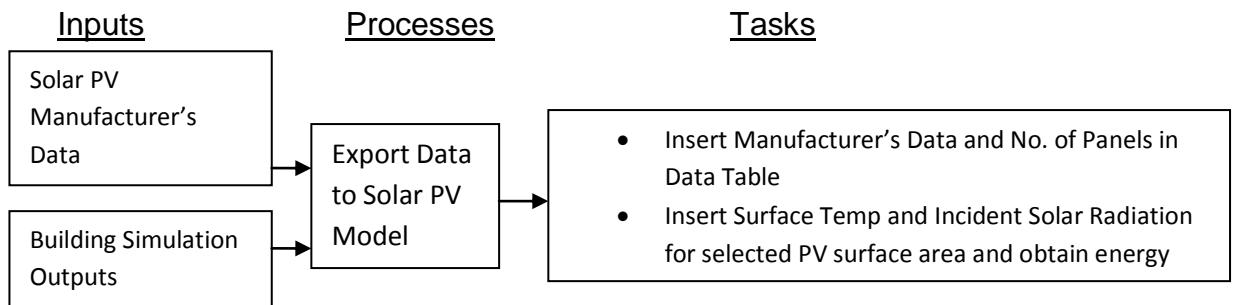 Inputs
Processes
Tasks
Solar PV
Manufacturer’s
Data
Building Simulation
Outputs
Export Data
to Solar PV
Model
• Insert Manufacturer’s Data and No. of Panels in
Data Table
• Insert Surface Temp and Incident Solar Radiation
for selected PV surface area and obtain energy